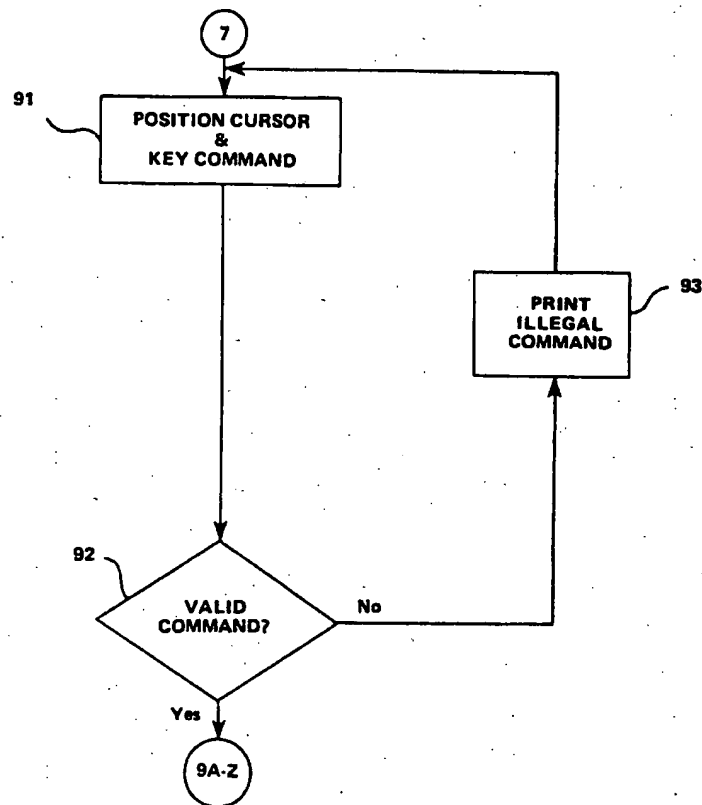 7
91
POSITION CURSOR
&
KEY COMMAND
93
PRINT
ILLEGAL
COMMAND
92
VALID
COMMAND?
No
Yes
9A-Z